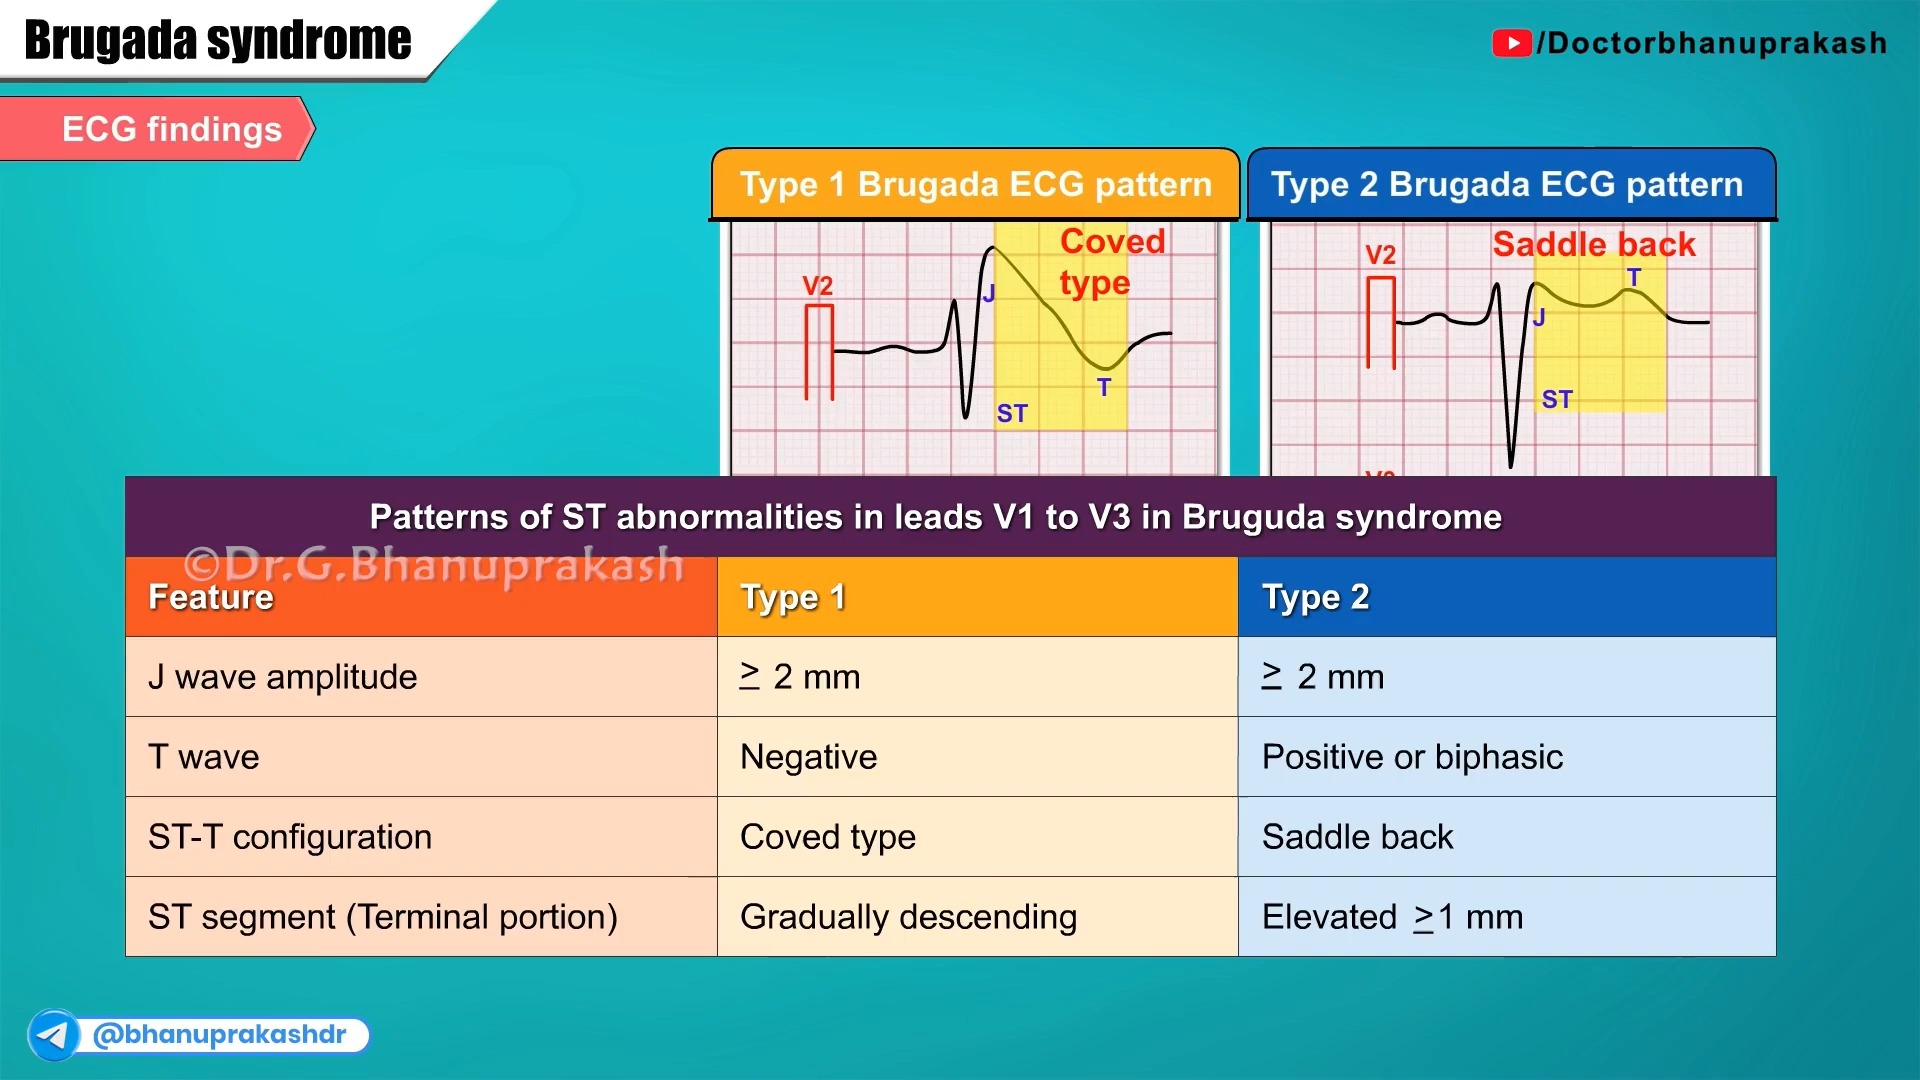 Brugada syndrome
/Doctorbhanuprakash
ECG findings
Type 1 Brugada ECG pattern
Type 2 Brugada ECG pattern
Coved
type
V2
J
T
ST
Saddle back
V2
T
J
ST
Patterns of ST abnormalities in leads V1 to V3 in Bruguda syndrome
©Dr.G.Bhanuprakash
Feature
Type 1
Type 2
J wave amplitude
≥ 2 mm
≥ 2 mm
T wave
Negative
Positive or biphasic
ST-T configuration
Coved type
Saddle back
ST segment (Terminal portion)
Gradually descending
Elevated ≥1 mm
@bhanuprakashdr